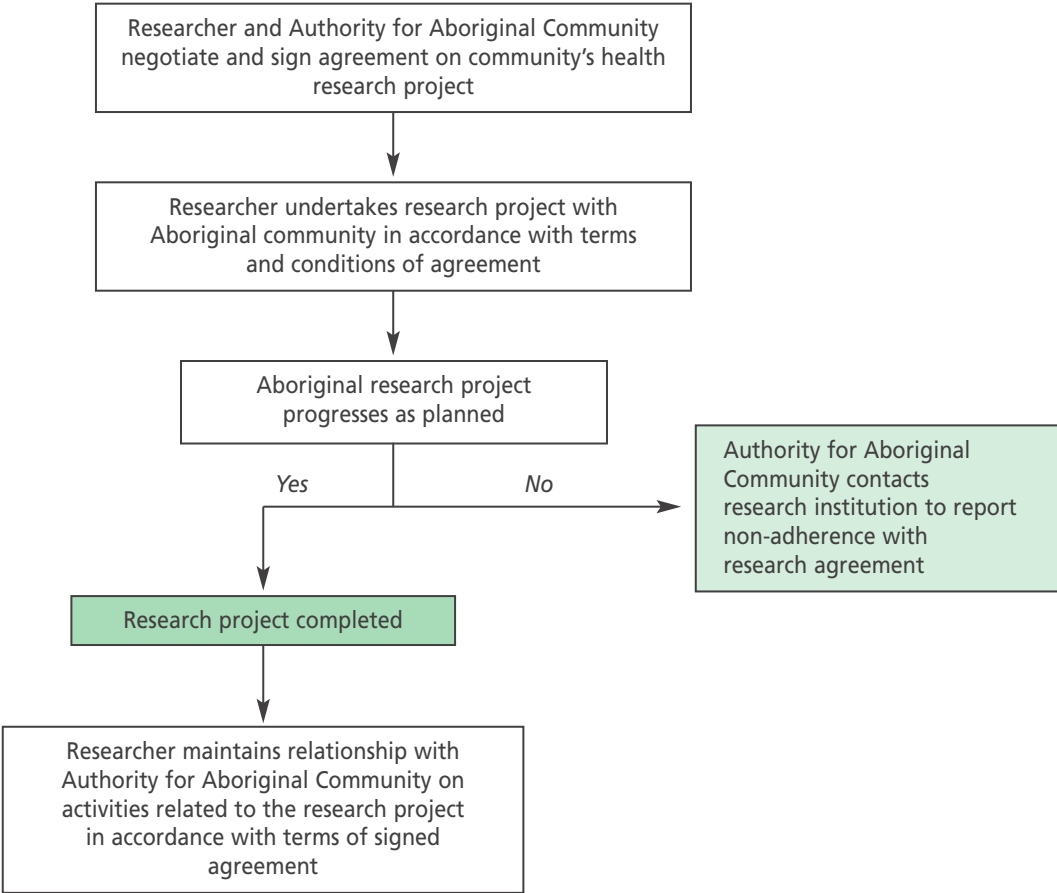 Researcher and Authority for Aboriginal Community
negotiate and sign agreement on community’s health
research project
Researcher undertakes research project with
Aboriginal community in accordance with terms
and conditions of agreement
Aboriginal research project
progresses as planned
Yes
No
Authority for Aboriginal
Community contacts
research institution to report
non-adherence with
research agreement
Research project completed
Researcher maintains relationship with
Authority for Aboriginal Community on
activities related to the research project
in accordance with terms of signed
agreement